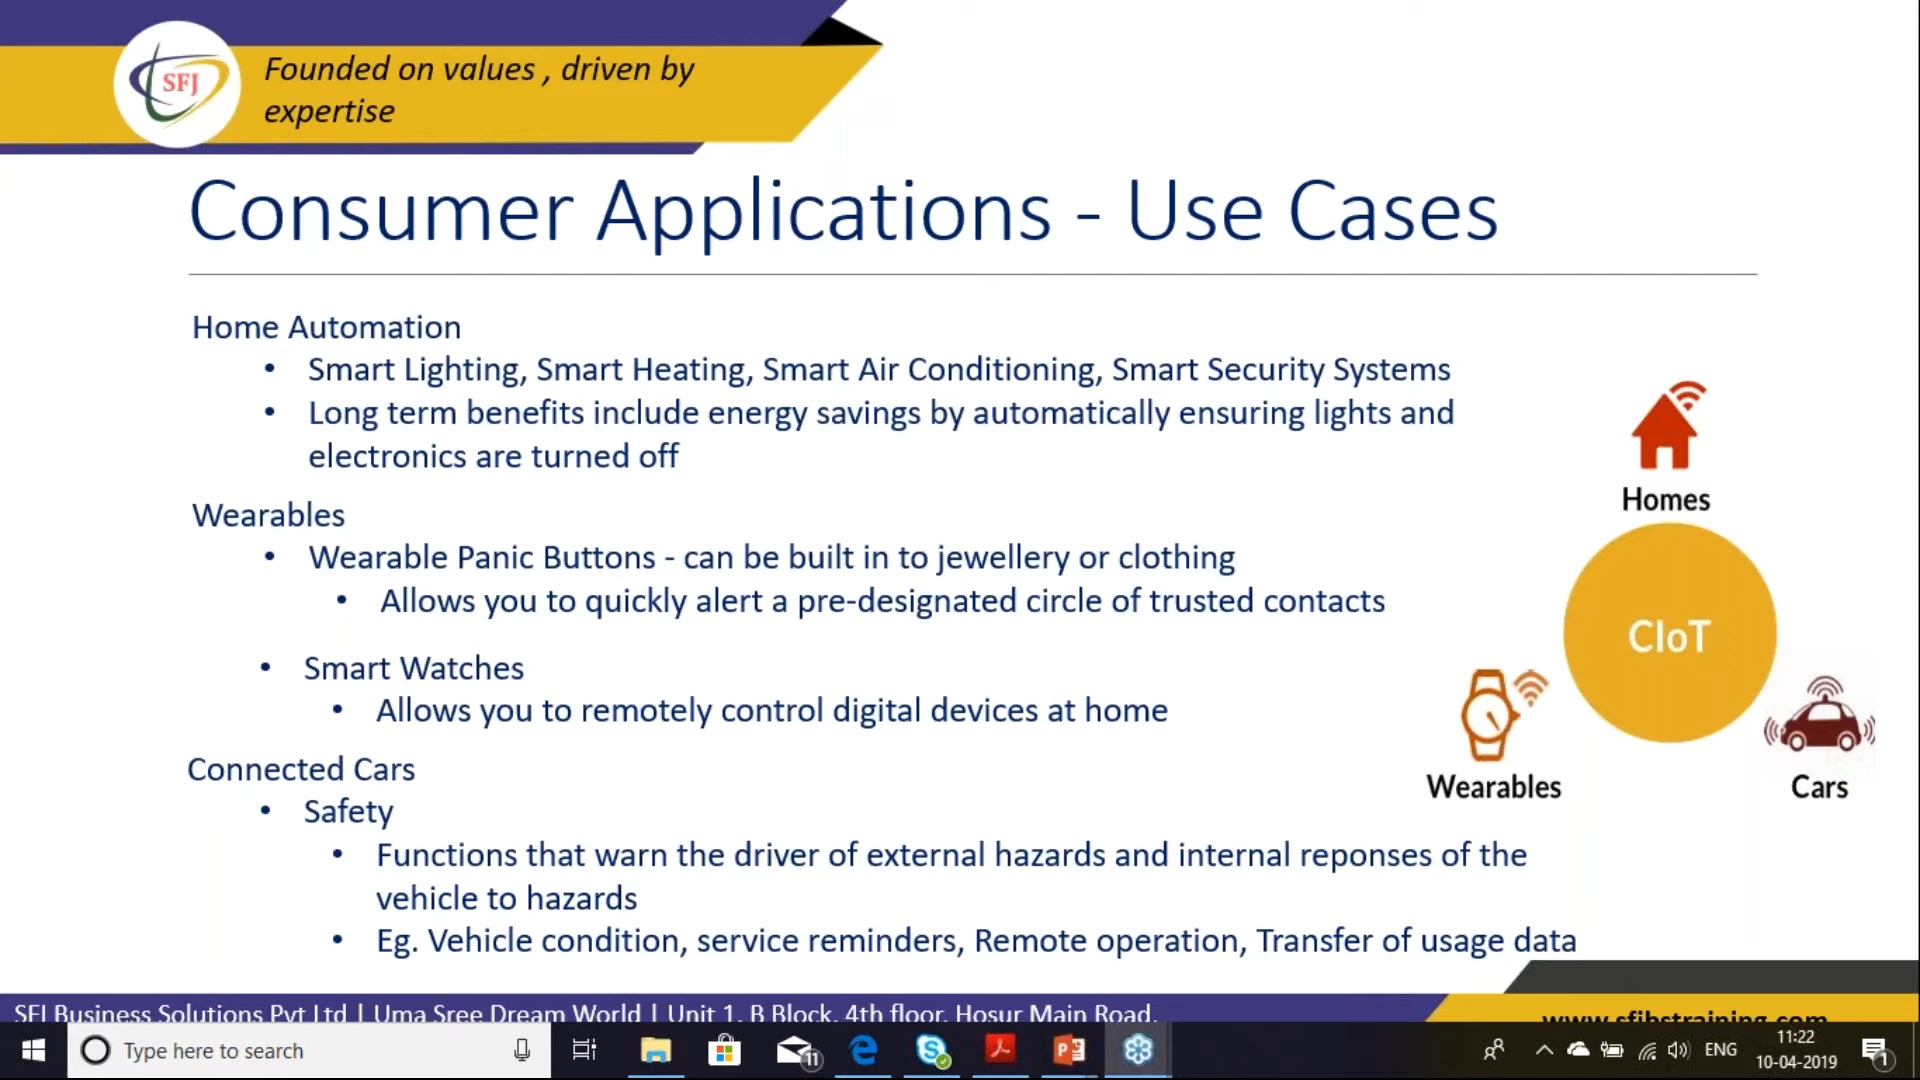 SFJ
Founded on values , driven by
expertise
Consumer Applications - Use Cases
Home Automation
• Smart Lighting, Smart Heating, Smart Air Conditioning, Smart Security Systems
• Long term benefits include energy savings by automatically ensuring lights and
electronics are turned off
Wearables
• Wearable Panic Buttons - can be built in to jewellery or clothing
• Allows you to quickly alert a pre-designated circle of trusted contacts
• Smart Watches
• Allows you to remotely control digital devices at home
Connected Cars
• Safety
• Functions that warn the driver of external hazards and internal reponses of the
vehicle to hazards
• Eg. Vehicle condition, service reminders, Remote operation, Transfer of usage data
Homes
CIoT
Wearables
Cars
SFJ Business Solutions Pvt Ltd | Uma Sree Dream World | Unit 1, B Block, 4th floor, Hosur Main Road,
www.sfjbstraining.com
Type here to search
11
ENG
11:22
10-04-2019
1